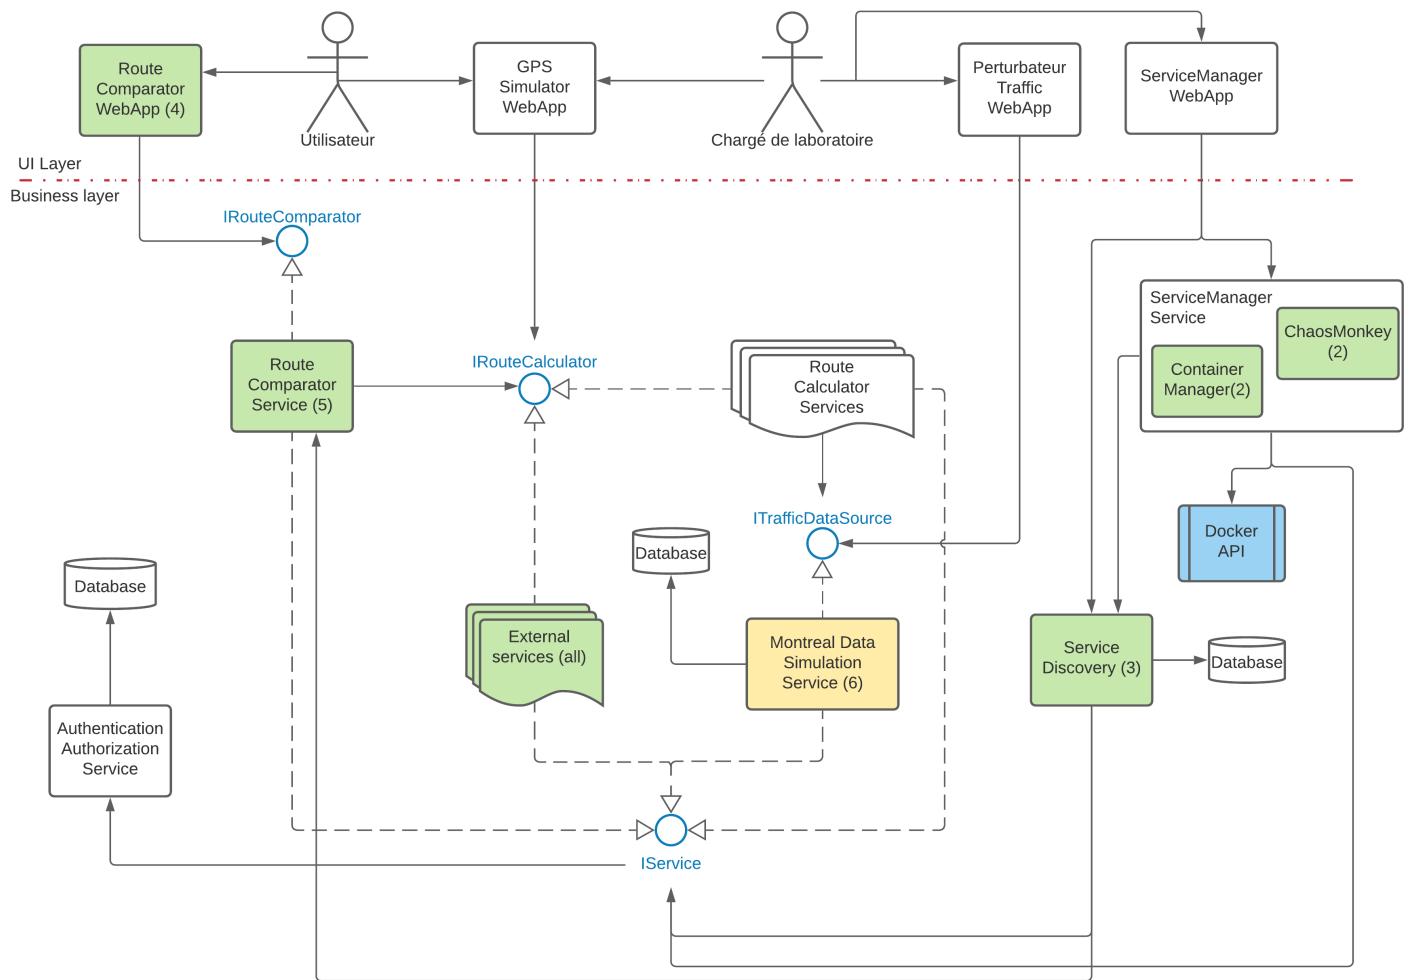 Route
Comparator
WebApp (4)
Utilisateur
GPS
Simulator
WebApp
Chargé de laboratoire
Perturbateur
Traffic
WebApp
ServiceManager
WebApp
UI Layer
Business layer
IRouteComparator
ServiceManager
Service
ChaosMonkey
(2)
Container
Manager(2)
Route
Comparator
Service (5)
IRouteCalculator
Route
Calculator
Services
ITrafficDataSource
Docker
API
Database
Database
External
services (all)
Montreal Data
Simulation
Service (6)
Service
Discovery (3)
Database
Authentication
Authorization
Service
IService